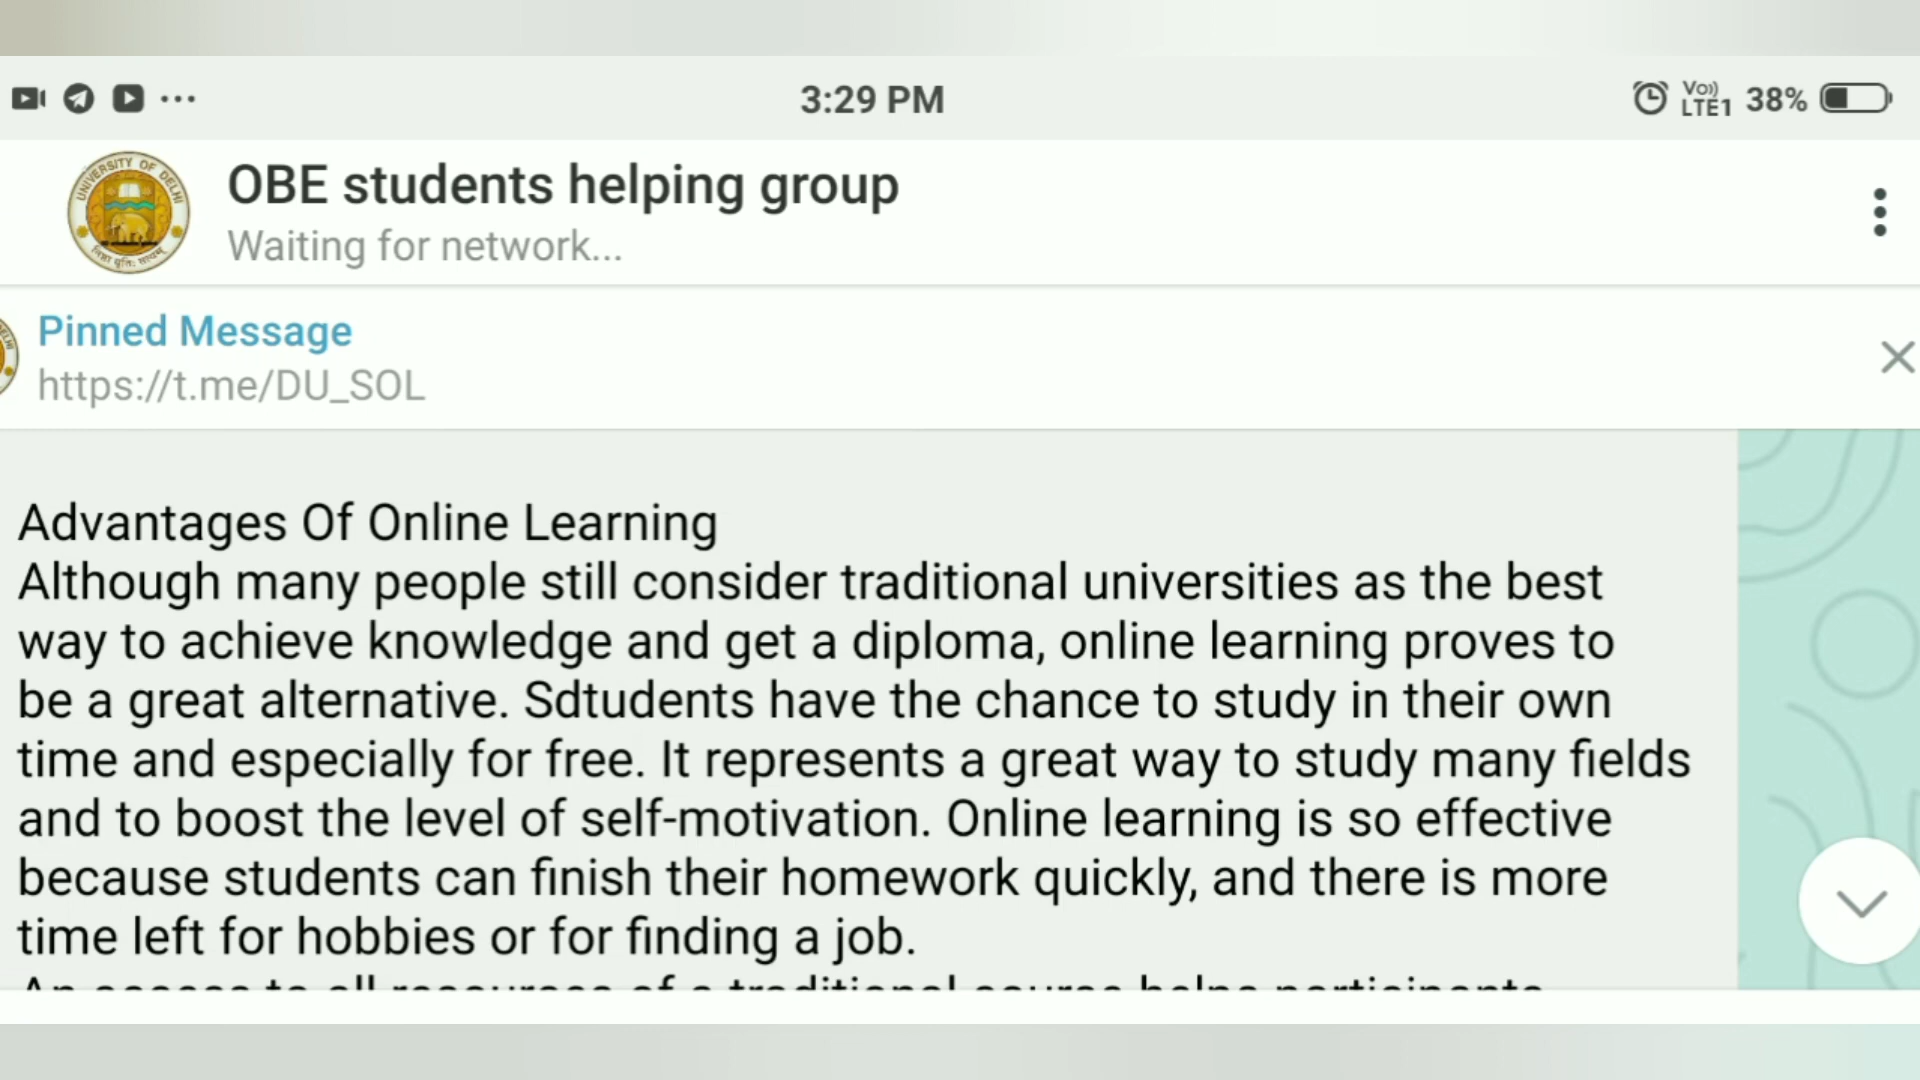 3:29 PM
Vo)) LTE1 38%
UNIVERSITY OF DELHI
OBE students helping group
Waiting for network...
Pinned Message
https://t.me/DU_SOL
Advantages Of Online Learning
Although many people still consider traditional universities as the best
way to achieve knowledge and get a diploma, online learning proves to
be a great alternative. Sdtudents have the chance to study in their own
time and especially for free. It represents a great way to study many fields
and to boost the level of self-motivation. Online learning is so effective
because students can finish their homework quickly, and there is more
time left for hobbies or for finding a job.
An access to all resources of a traditional course helps participants